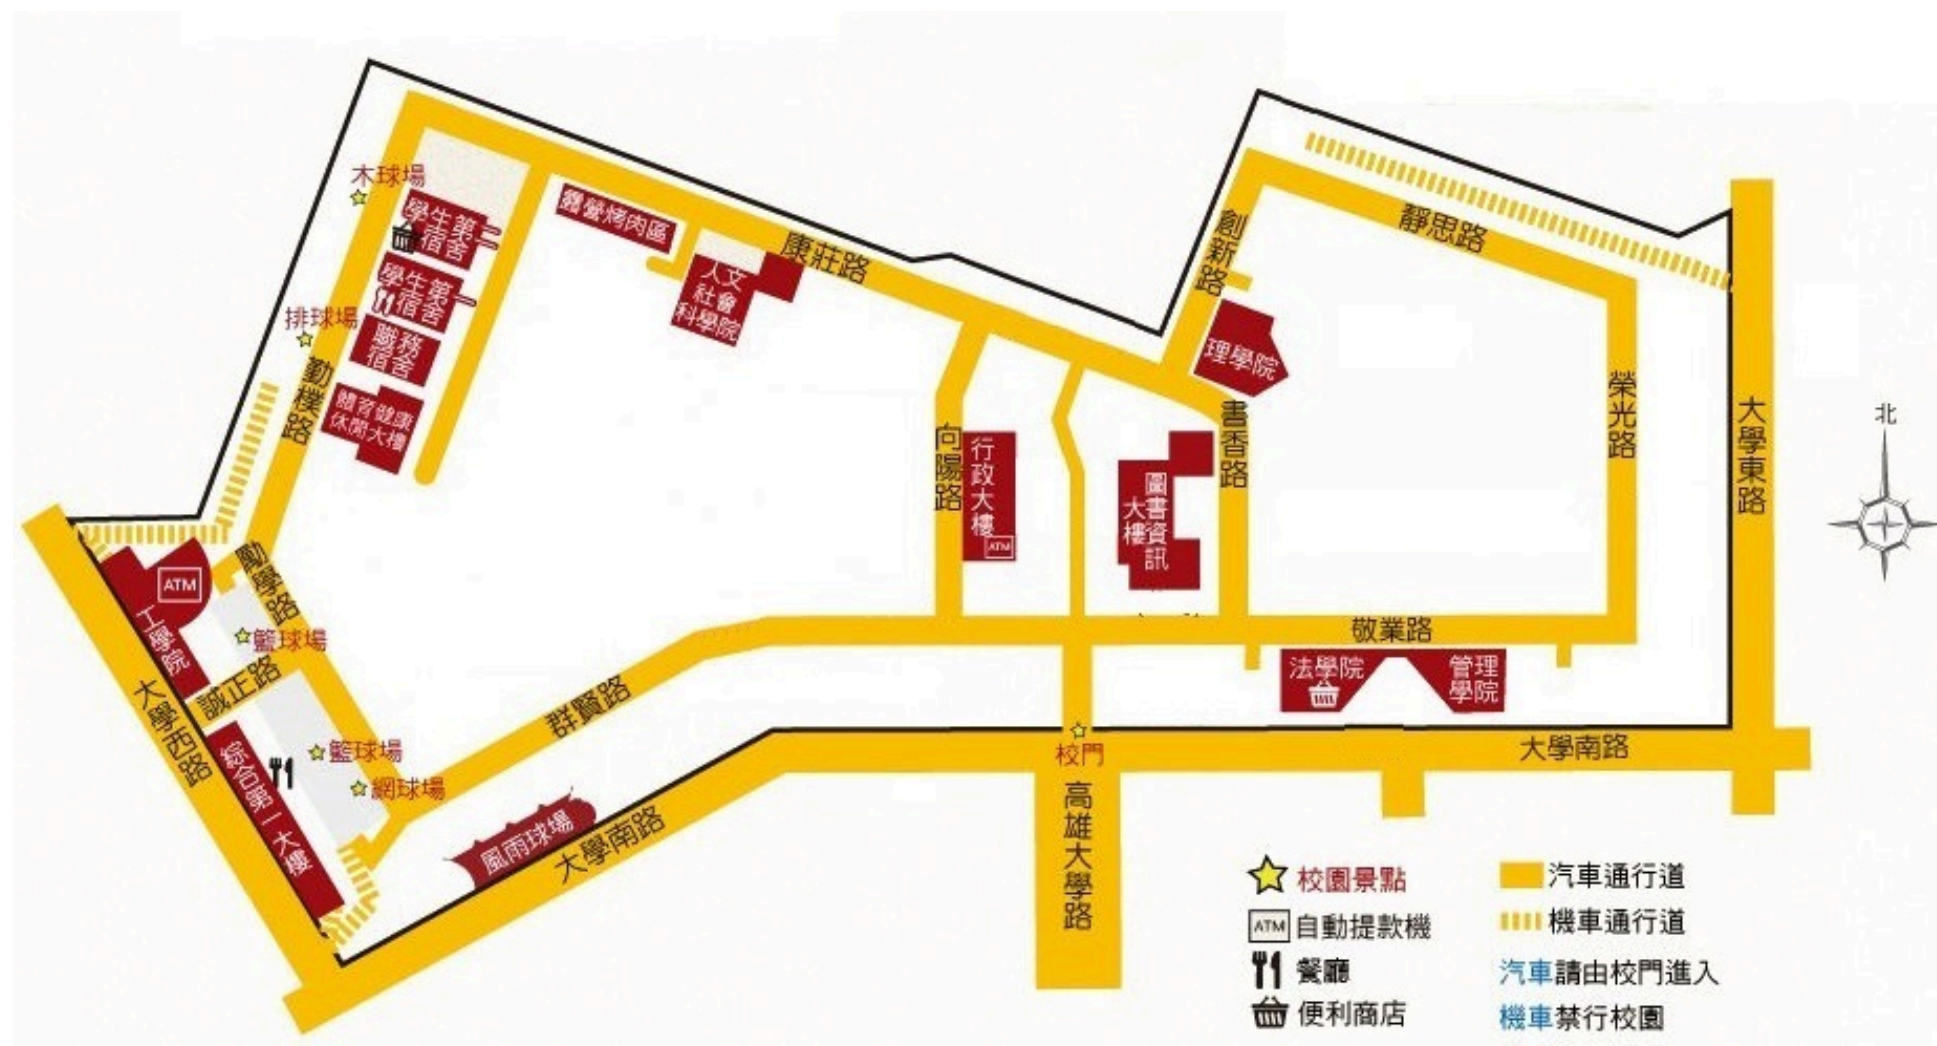 木球場
學生第二
宿舍
排球場
學生第一
宿舍
職務
宿舍
體育健康
休閒大樓
勤樸路
露營烤肉區
人文
社會
科學院
康莊路
創新路
靜思路
理學院
榮光路
大學東路
北
向陽路
行政大樓
ATM
圖書資訊
大樓
書香路
ATM
工學院
勵學路
籃球場
誠正路
大學西路
綜合第一大樓
籃球場
網球場
群賢路
風雨球場
大學南路
敬業路
法學院
管理
學院
校門
大學南路
高雄大學路
校園景點
ATM 自動提款機
餐廳
便利商店
汽車通行道
機車通行道
汽車請由校門進入
機車禁行校園